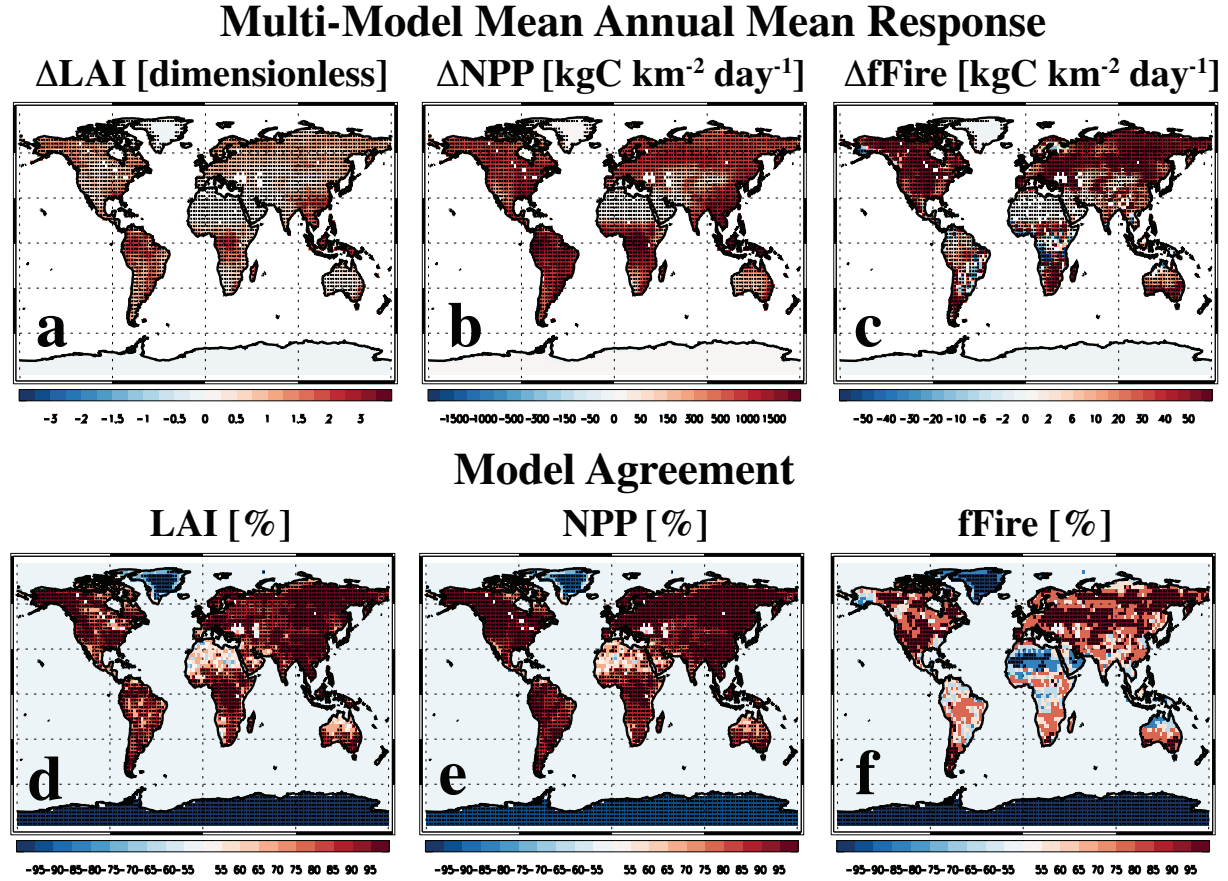 Multi-Model Mean Annual Mean Response
ΔLAI [dimensionless] ΔNPP [kgC km⁻² day⁻¹] ΔfFire [kgC km⁻² day⁻¹]
a b c
-3 -2 -1.5 -1 -0.5 0 0.5 1 1.5 2 3
-1500 -1000 -500 -300 -150 -50 0 50 150 300 500 1000 1500
-50 -40 -30 -20 -10 -6 -2 0 2 6 10 20 30 40 50
Model Agreement
LAI [%] NPP [%] fFire [%]
d e f
-95-90-85-80-75-70-65-60-55 55 60 65 70 75 80 85 90 95
-95-90-85-80-75-70-65-60-55 55 60 65 70 75 80 85 90 95
-95-90-85-80-75-70-65-60-55 55 60 65 70 75 80 85 90 95